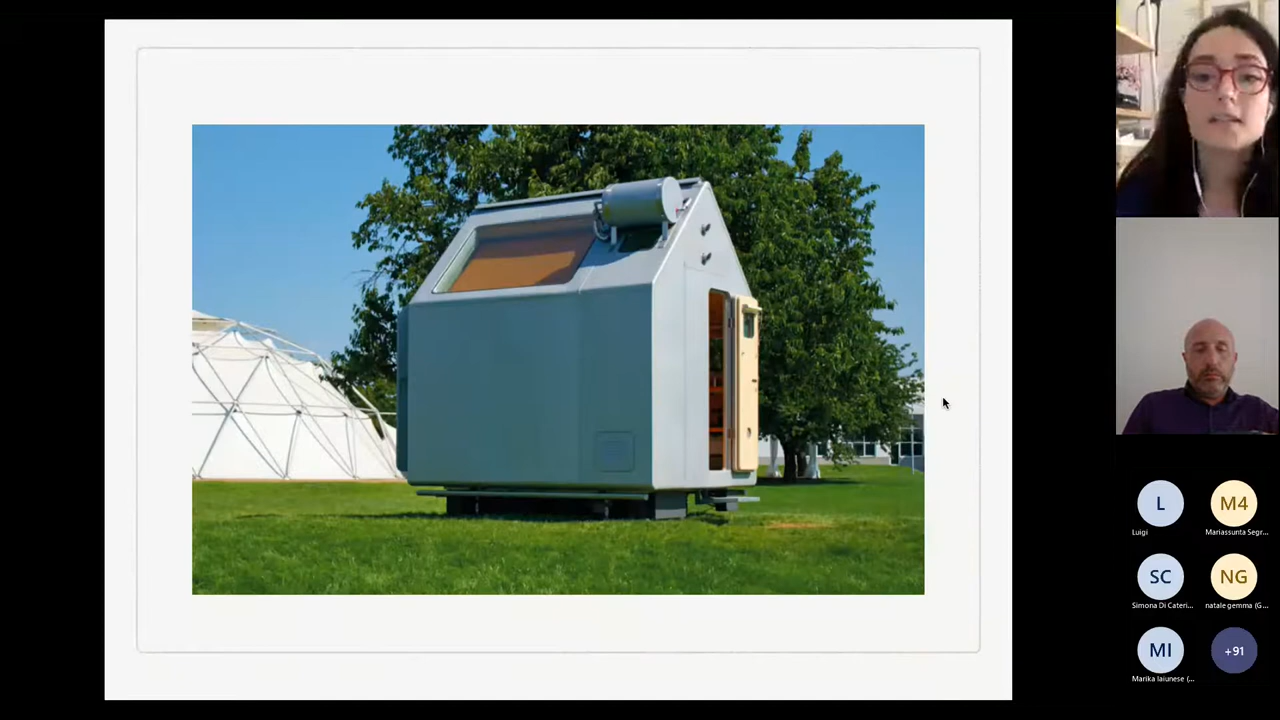 L
M4
Luigi
Mariassunta Segr...
SC
NG
Simona Di Cateri...
natale gemma (G...
MI
+91
Marika Iaiunese (...